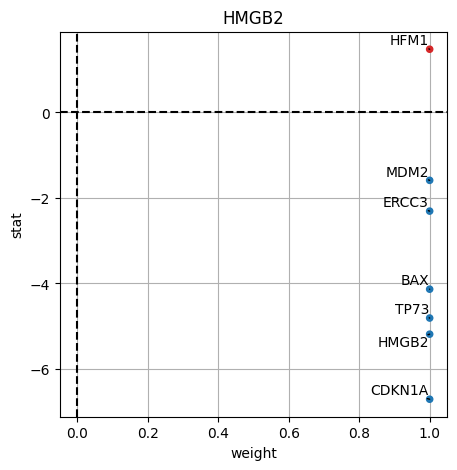 HMGB2
HFM1
0
MDM2
−2
ERCC3
stat
BAX
−4
TP73
HMGB2
−6
CDKN1A
0.0 0.2 0.4 0.6 0.8 1.0
weight